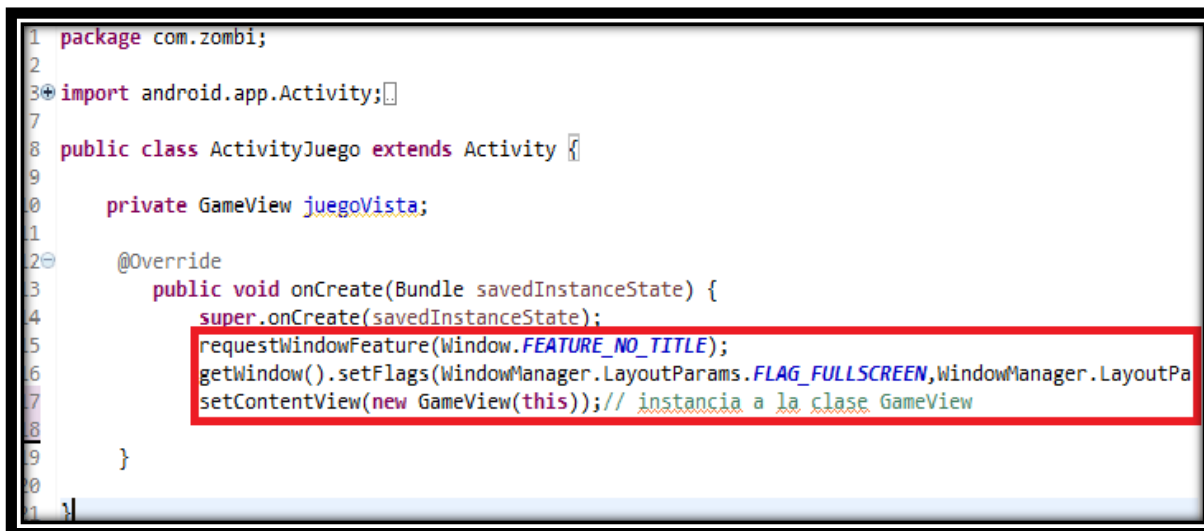 1 package com.zombi;
2
3 import android.app.Activity;
7
8 public class ActivityJuego extends Activity {
9
10 private GameView juegoVista;
11
12 @Override
13 public void onCreate(Bundle savedInstanceState) {
14 super.onCreate(savedInstanceState);
15 requestWindowFeature(Window.FEATURE_NO_TITLE);
16 getWindow().setFlags(WindowManager.LayoutParams.FLAG_FULLSCREEN,WindowManager.LayoutPa
17 setContentView(new GameView(this));// instancia a la clase GameView
18
19 }
20
21 }